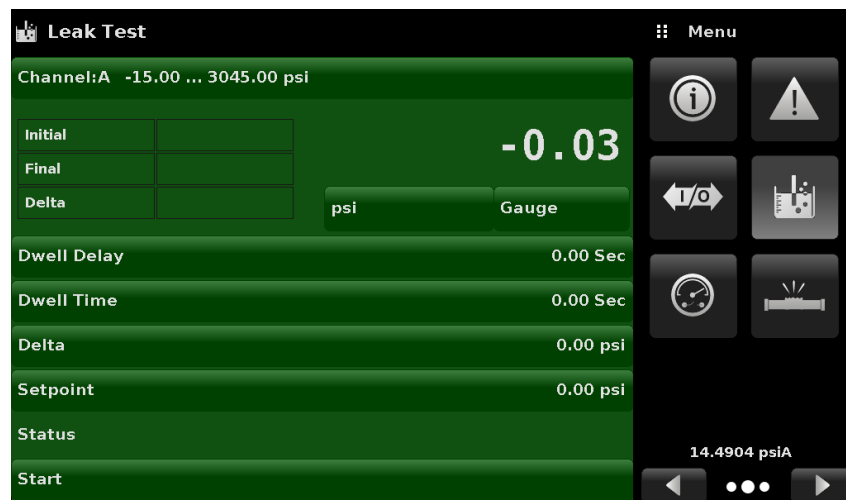 Leak Test
Menu
Channel:A -15.00 ... 3045.00 psi
Initial
Final
Delta
-0.03
psi
Gauge
I/O
Dwell Delay 0.00 Sec
Dwell Time 0.00 Sec
Delta 0.00 psi
Setpoint 0.00 psi
Status
Start
14.4904 psiA